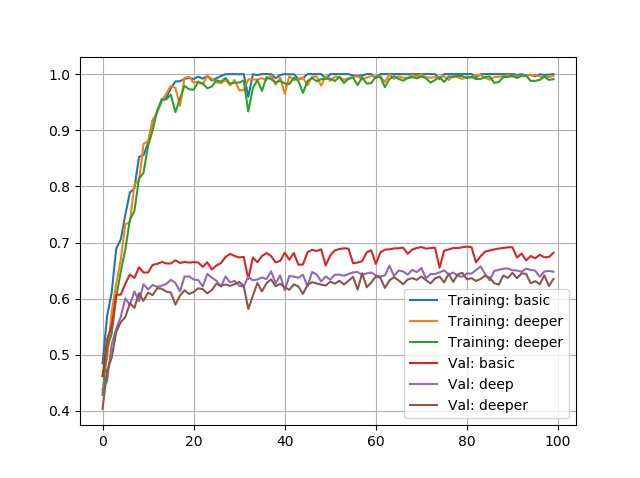 1.0
0.9
0.8
0.7
0.6
0.5
0.4
0
20
40
60
80
100
Training: basic
Training: deeper
Training: deeper
Val: basic
Val: deep
Val: deeper